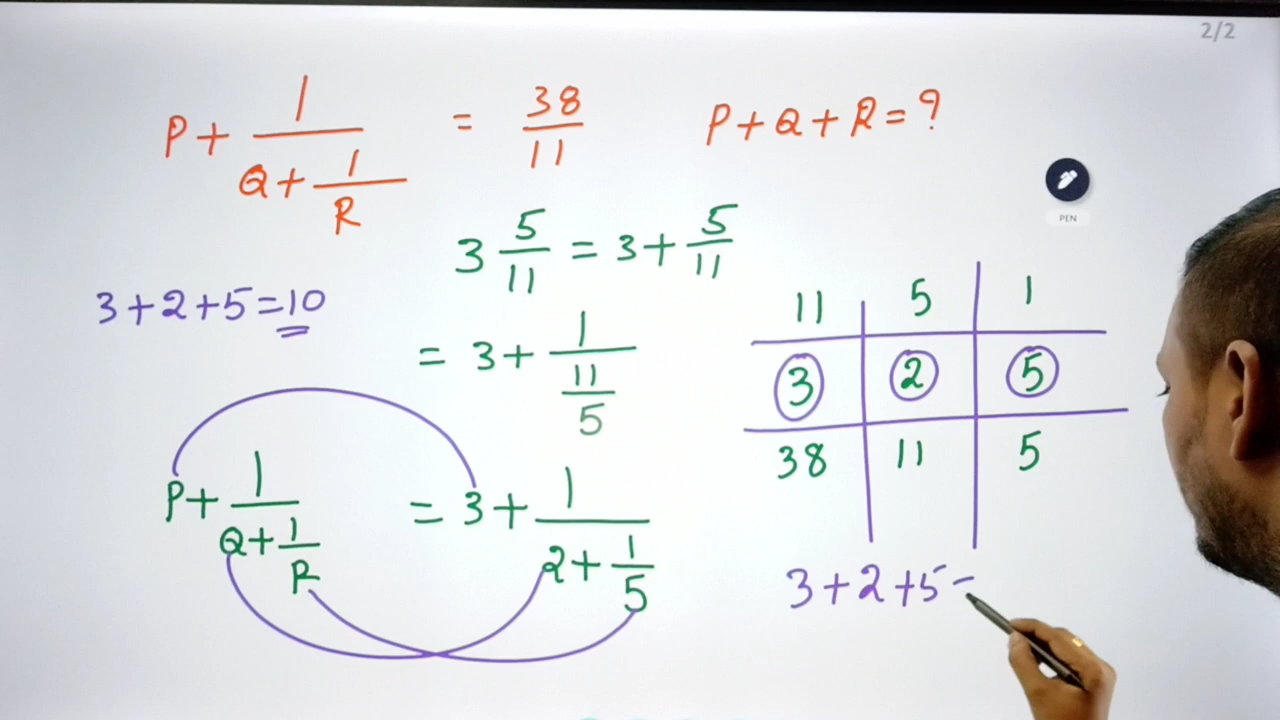 2/2
P + 1/(Q + 1/R) = 38/11
P + Q + R = ?
PEN
3 5/11 = 3 + 5/11
3+2+5=10
= 3 + 1/(11/5)
P + 1/(Q + 1/R) = 3 + 1/(2 + 1/5)
11 5 1
3 2 5
38 11 5
3+2+5=